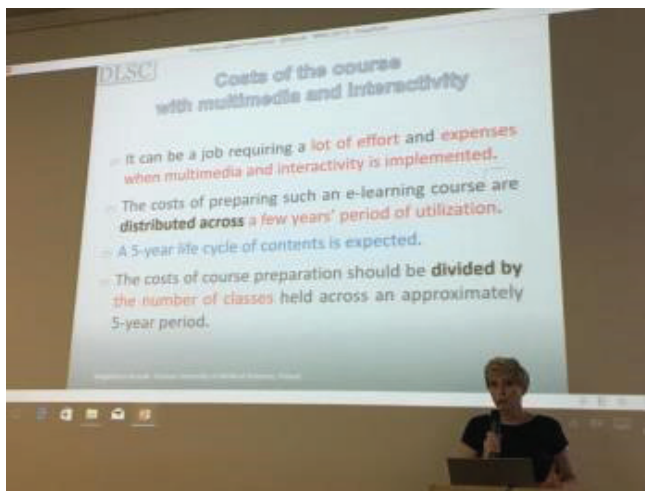 DLSC
Costs of the course
with multimedia and Interactivity
It can be a job requiring a lot of effort and expenses
when multimedia and interactivity is implemented.
The costs of preparing such an e-learning course are
distributed across a few years' period of utilization.
A 5-year life cycle of contents is expected.
The costs of course preparation should be divided by
the number of classes held across an approximately
5-year period.